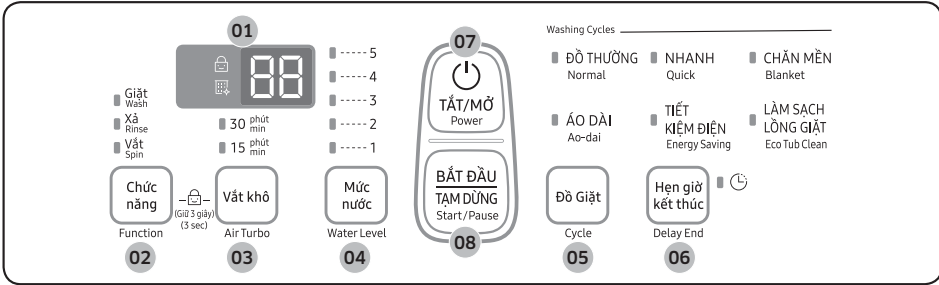 01
88
5
4
3
2
1
Giặt
Wash
Xả
Rinse
Vắt
Spin
30 phút
min
15 phút
min
Chức
năng
Function
02
(Giữ 3 giây)
(3 sec)
Vắt khô
Air Turbo
03
Mức
nước
Water Level
04
07
TẮT/MỞ
Power
BẮT ĐẦU
TẠM DỪNG
Start/Pause
08
Washing Cycles
ĐỒ THƯỜNG
Normal
NHANH
Quick
CHĂN MỀN
Blanket
ÁO DÀI
Ao-dai
TIẾT
KIỆM ĐIỆN
Energy Saving
LÀM SẠCH
LỒNG GIẶT
Eco Tub Clean
Đồ Giặt
Cycle
05
Hẹn giờ
kết thúc
Delay End
06